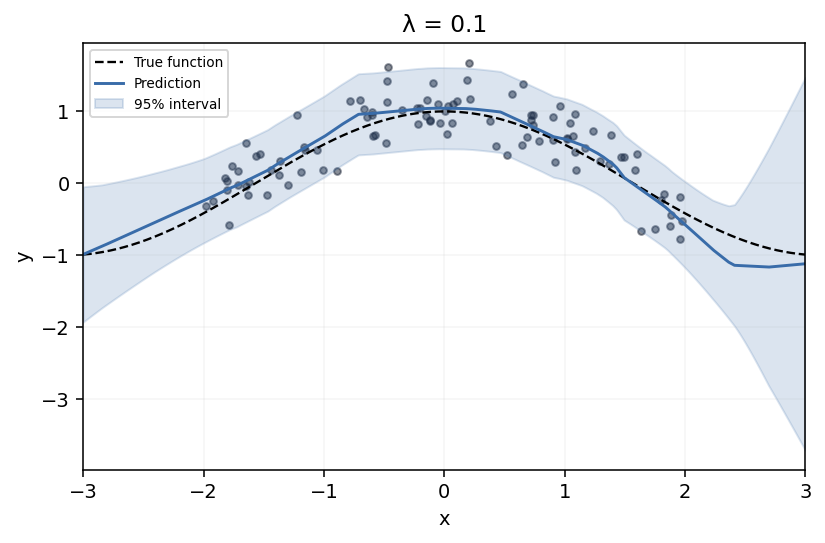 λ = 0.1
True function
Prediction
95% interval
y
1
0
−1
−2
−3
−3 −2 −1 0 1 2 3
x